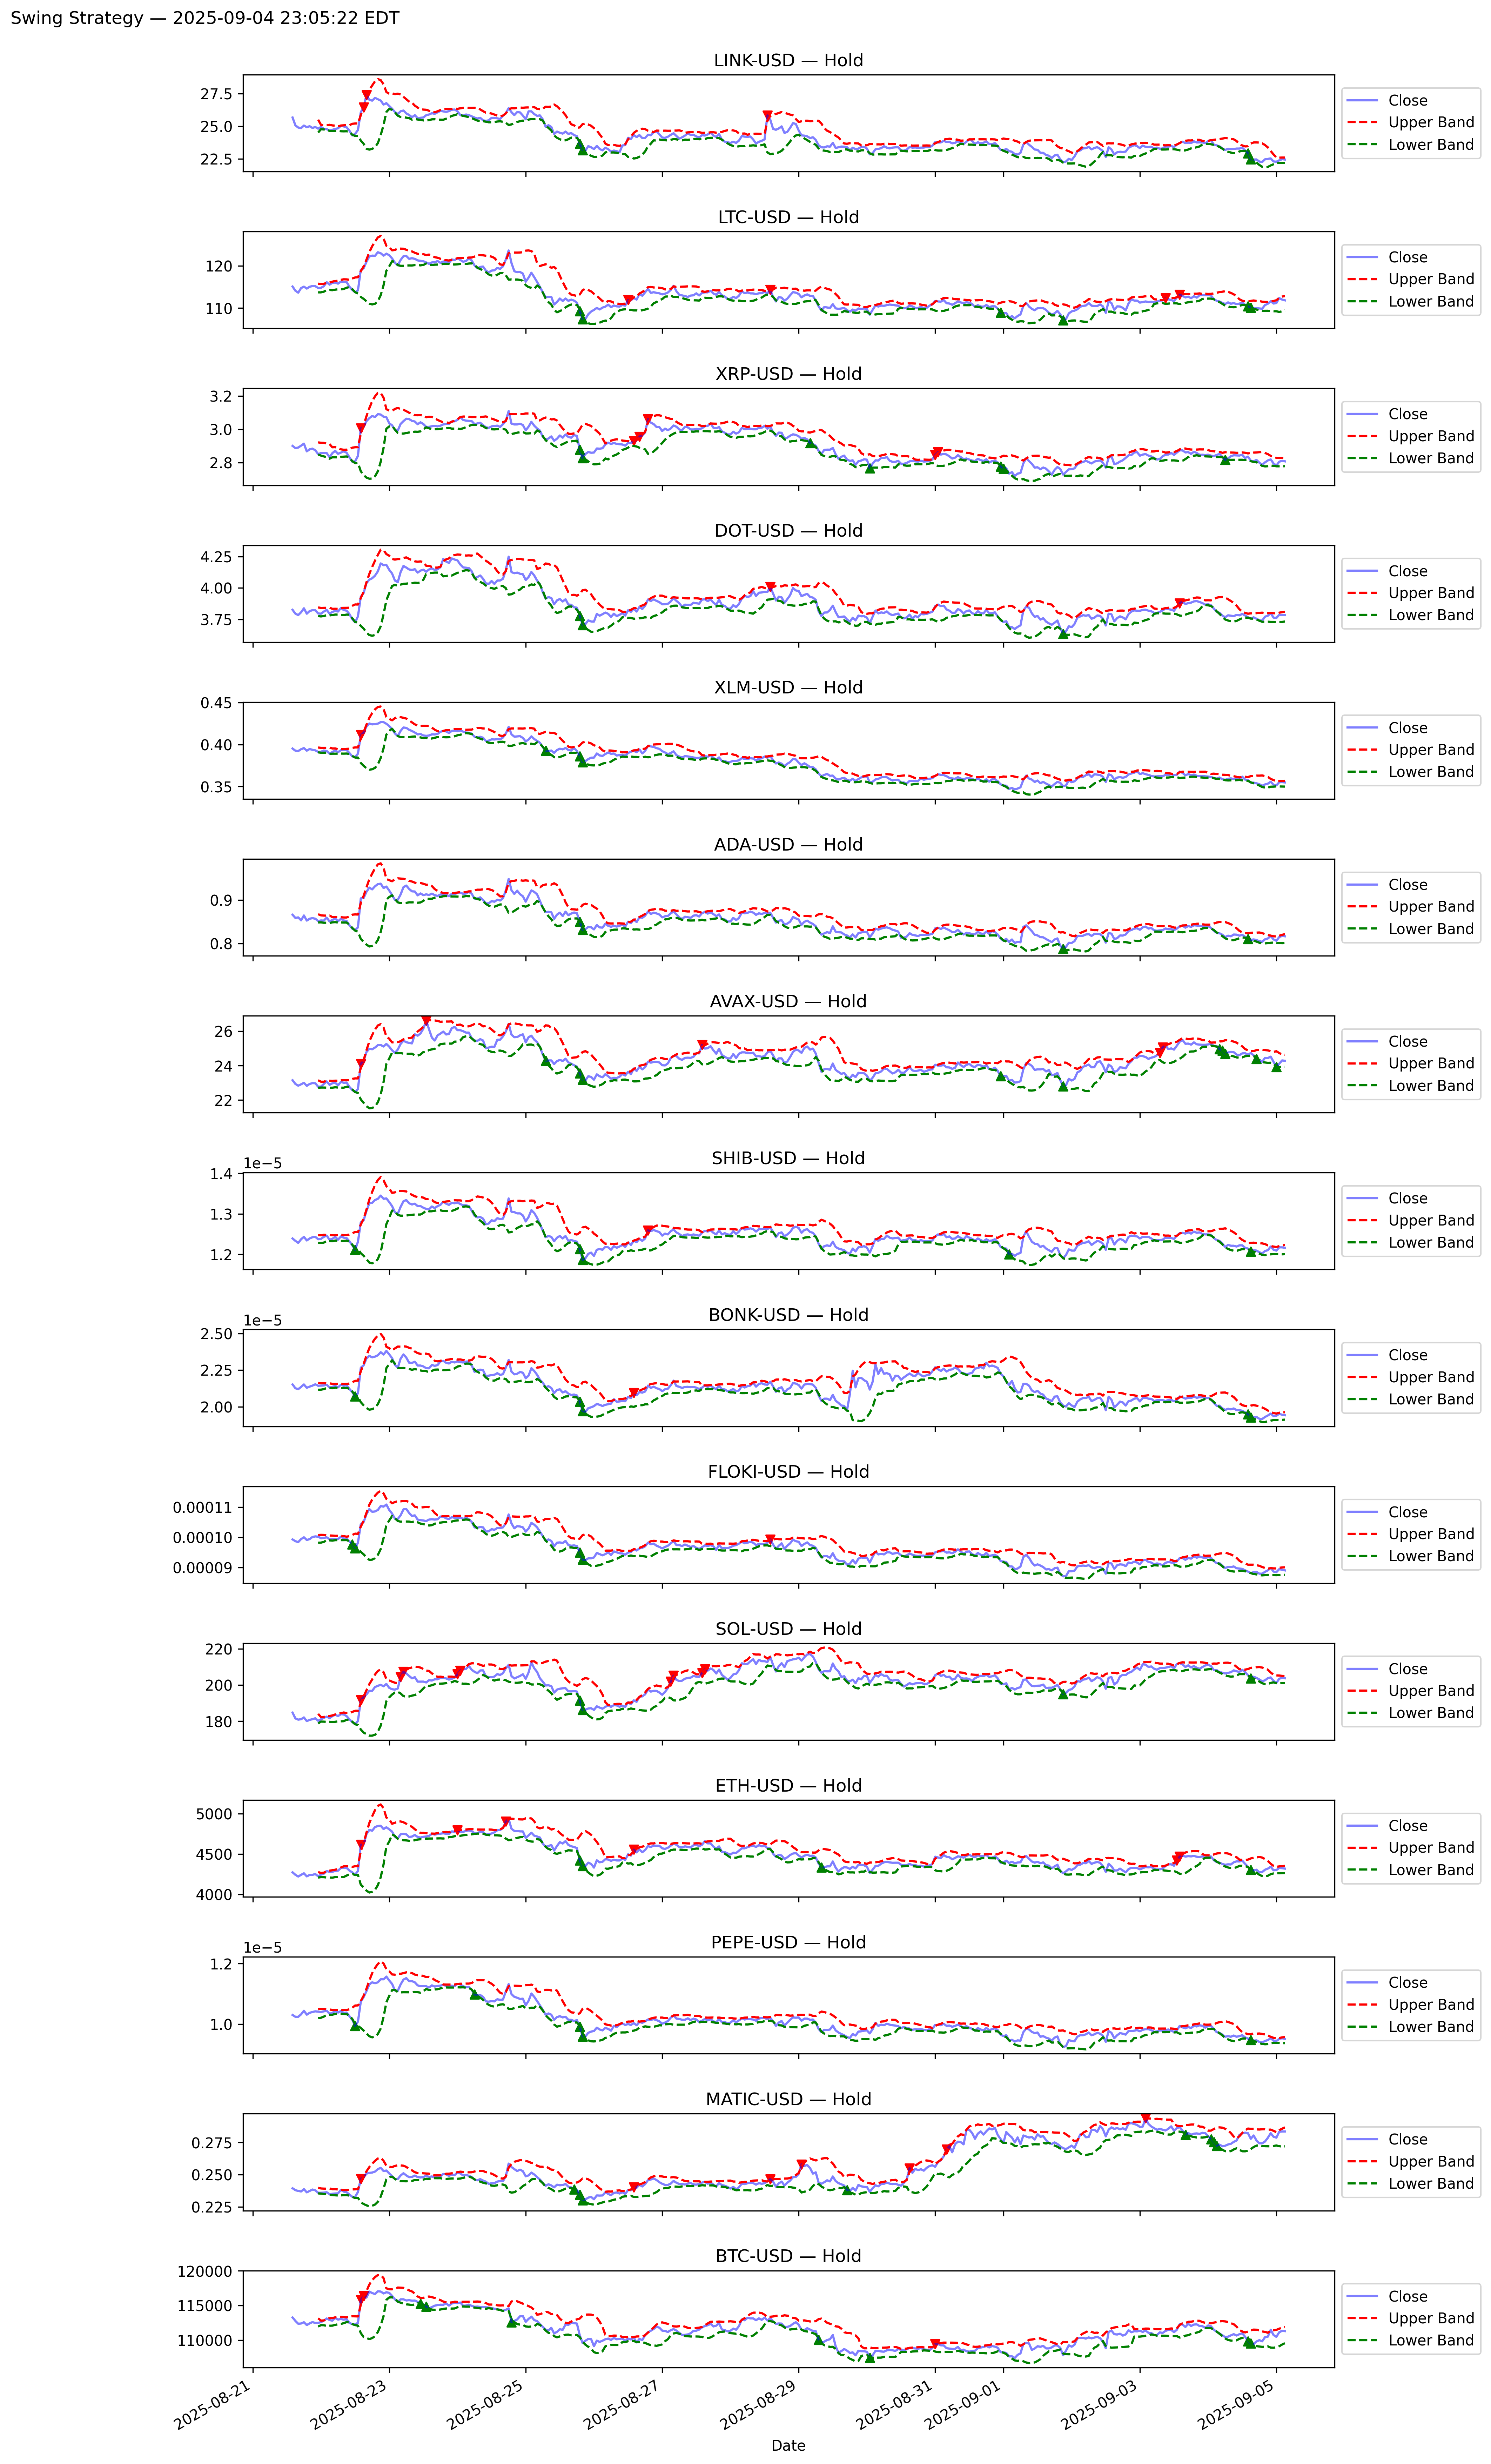 Swing Strategy — 2025-09-04 23:05:22 EDT
LINK-USD — Hold
27.5
25.0
22.5
Close
Upper Band
Lower Band
LTC-USD — Hold
120
110
Close
Upper Band
Lower Band
XRP-USD — Hold
3.2
3.0
2.8
Close
Upper Band
Lower Band
DOT-USD — Hold
4.25
4.00
3.75
Close
Upper Band
Lower Band
XLM-USD — Hold
0.45
0.40
0.35
Close
Upper Band
Lower Band
ADA-USD — Hold
0.9
0.8
Close
Upper Band
Lower Band
AVAX-USD — Hold
26
24
22
Close
Upper Band
Lower Band
SHIB-USD — Hold
1e−5
1.4
1.3
1.2
Close
Upper Band
Lower Band
BONK-USD — Hold
1e−5
2.50
2.25
2.00
Close
Upper Band
Lower Band
FLOKI-USD — Hold
0.00011
0.00010
0.00009
Close
Upper Band
Lower Band
SOL-USD — Hold
220
200
180
Close
Upper Band
Lower Band
ETH-USD — Hold
5000
4500
4000
Close
Upper Band
Lower Band
PEPE-USD — Hold
1e−5
1.2
1.0
Close
Upper Band
Lower Band
MATIC-USD — Hold
0.275
0.250
0.225
Close
Upper Band
Lower Band
BTC-USD — Hold
120000
115000
110000
Close
Upper Band
Lower Band
2025-08-21
2025-08-23
2025-08-25
2025-08-27
2025-08-29
2025-08-31
2025-09-01
2025-09-03
2025-09-05
Date